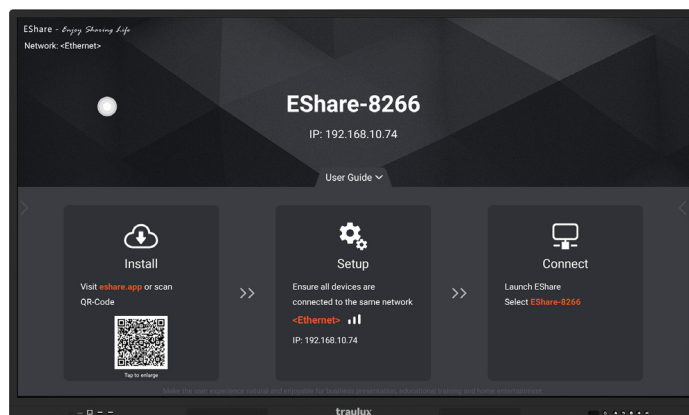 EShare - Enjoy Sharing Life
Network: <Ethernet>
EShare-8266
IP: 192.168.10.74
User Guide
Install
Visit eshare.app or scan
QR-Code
Tap to enlarge
Setup
Ensure all devices are
connected to the same network
<Ethernet>
IP: 192.168.10.74
Connect
Launch EShare
Select EShare-8266
Make the user experience natural and enjoyable for business presentation, educational training and home entertainment.
traulux